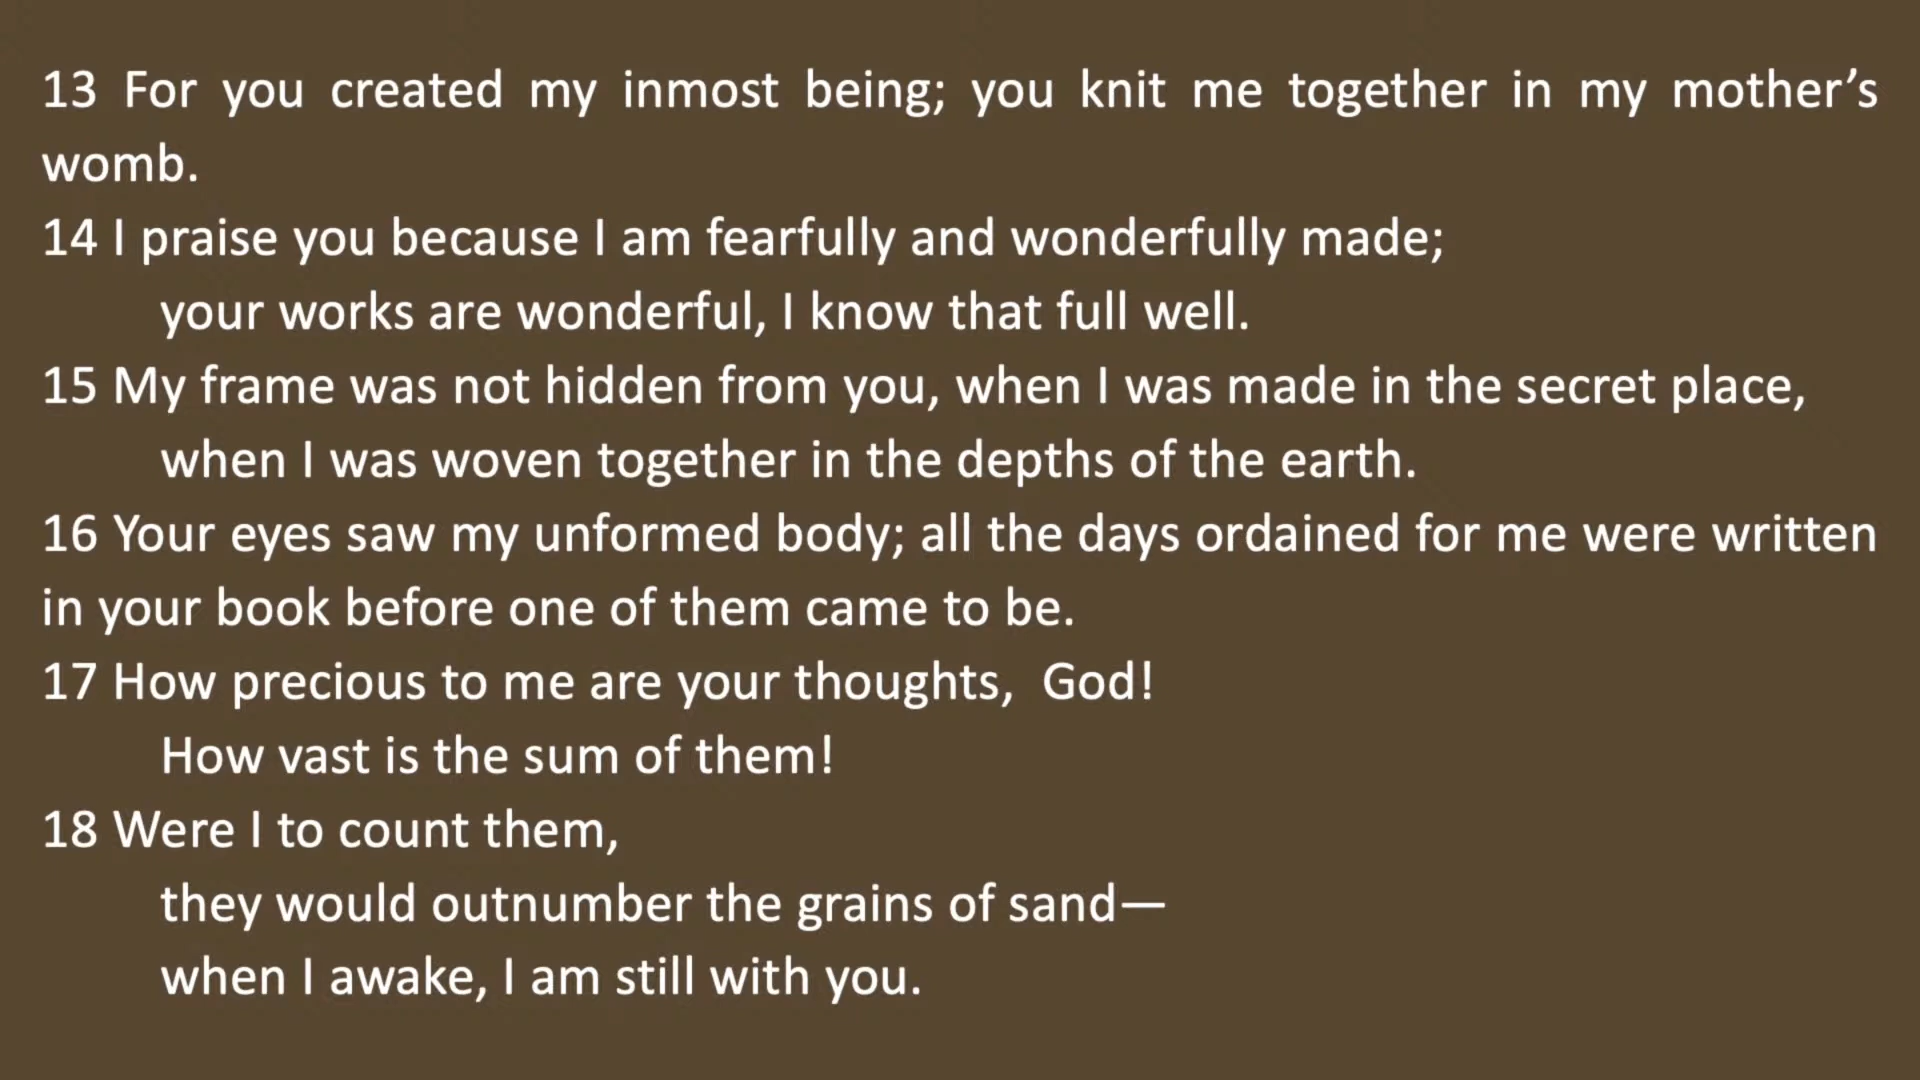 13 For you created my inmost being; you knit me together in my mother’s
womb.
14 I praise you because I am fearfully and wonderfully made;
your works are wonderful, I know that full well.
15 My frame was not hidden from you, when I was made in the secret place,
when I was woven together in the depths of the earth.
16 Your eyes saw my unformed body; all the days ordained for me were written
in your book before one of them came to be.
17 How precious to me are your thoughts,  God!
How vast is the sum of them!
18 Were I to count them,
they would outnumber the grains of sand—
when I awake, I am still with you.